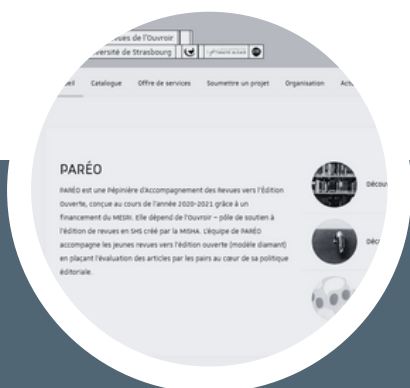 de l'Ouvroir
de Strasbourg
Catalogue Offre de services Soumettre un projet Organisation
PARÉO
PARÉO est une Pépinière d'Accompagnement des Revues vers l'Édition
Ouverte, conçue au cours de l'année 2020-2021 grâce à un
financement du MESRI. Elle dépend de l'Ouvroir – pôle de soutien à
l'édition de revues en SHS créé par la MISHA. L'équipe de PARÉO
accompagne les jeunes revues vers l'édition ouverte (modèle diamant)
en plaçant l'évaluation des articles par les pairs au cœur de sa politique
éditoriale.